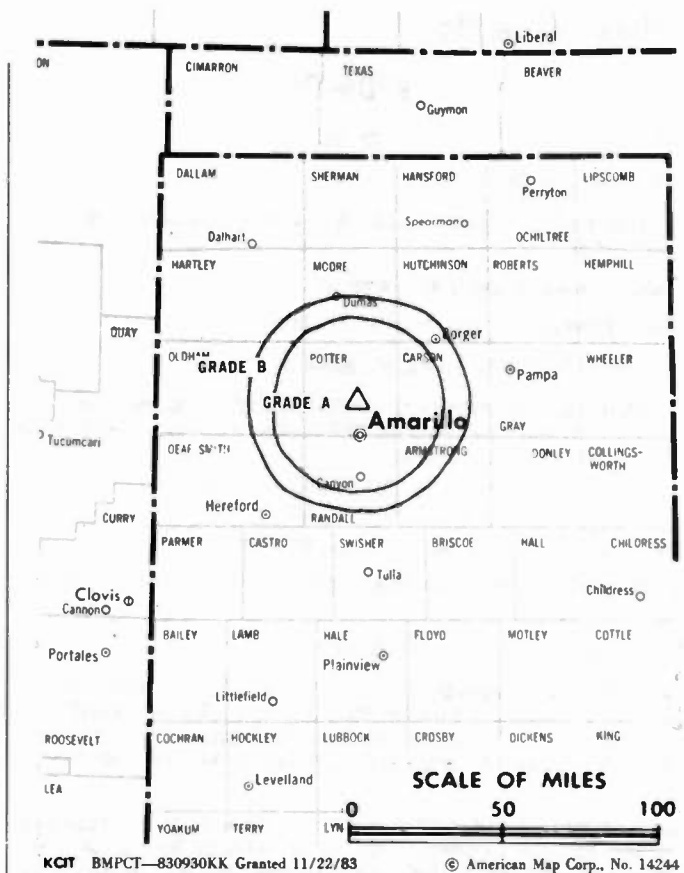 Liberal
ON CIMARRON TEXAS BEAVER
Guymon
DALLAM SHERMAN HANSFORD LIPSCOMB
Perryton
Spearman
Dalhart OCHILTREE
HARTLEY MOORE HUTCHINSON ROBERTS HEMPHILL
Dumas
QUAY Borger
OLDHAM POTTER CARSON WHEELER
GRADE B Pampa
GRADE A
Amarillo
GRAY
Tucumcari DEAF SMITH ARMSTRONG DONLEY COLLINGS-
WORTH
Canyon
Hereford
CURRY RANDALL
PARMER CASTRO SWISHER BRISCOE HALL CHILDRESS
Tulia
Clovis Childress
Cannon
BAILEY LAMB HALE FLOYD MOTLEY COTTLE
Portales Plainview
Littlefield
ROOSEVELT COCHRAN HOCKLEY LUBBOCK CROSBY DICKENS KING
Levelland
LEA SCALE OF MILES
0 50 100
YOAKUM TERRY LYN
KCIT BMPCT—830930KK Granted 11/22/83 © American Map Corp., No. 14244